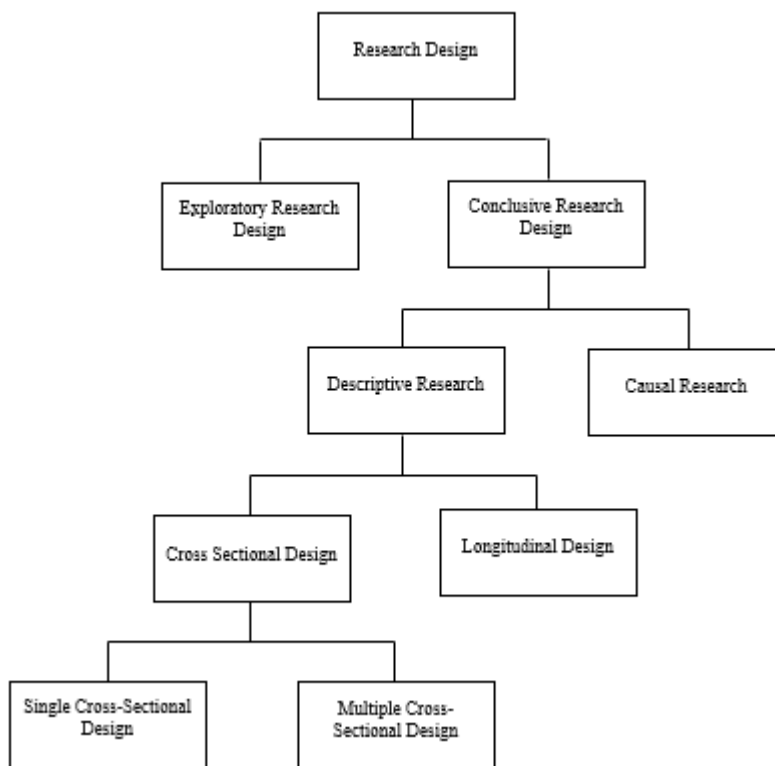 Research Design
Exploratory Research
Design
Conclusive Research
Design
Descriptive Research
Causal Research
Cross Sectional Design
Longitudinal Design
Single Cross-Sectional
Design
Multiple Cross-
Sectional Design